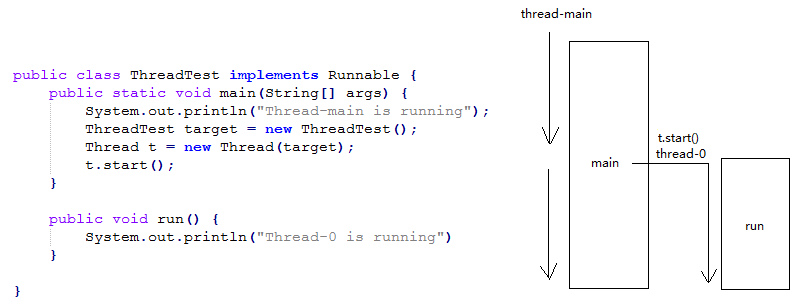 public class ThreadTest implements Runnable {
    public static void main(String[] args) {
        System.out.println("Thread-main is running");
        ThreadTest target = new ThreadTest();
        Thread t = new Thread(target);
        t.start();
    }

    public void run() {
        System.out.println("Thread-0 is running")
    }

}
thread-main
main
t.start()
thread-0
run